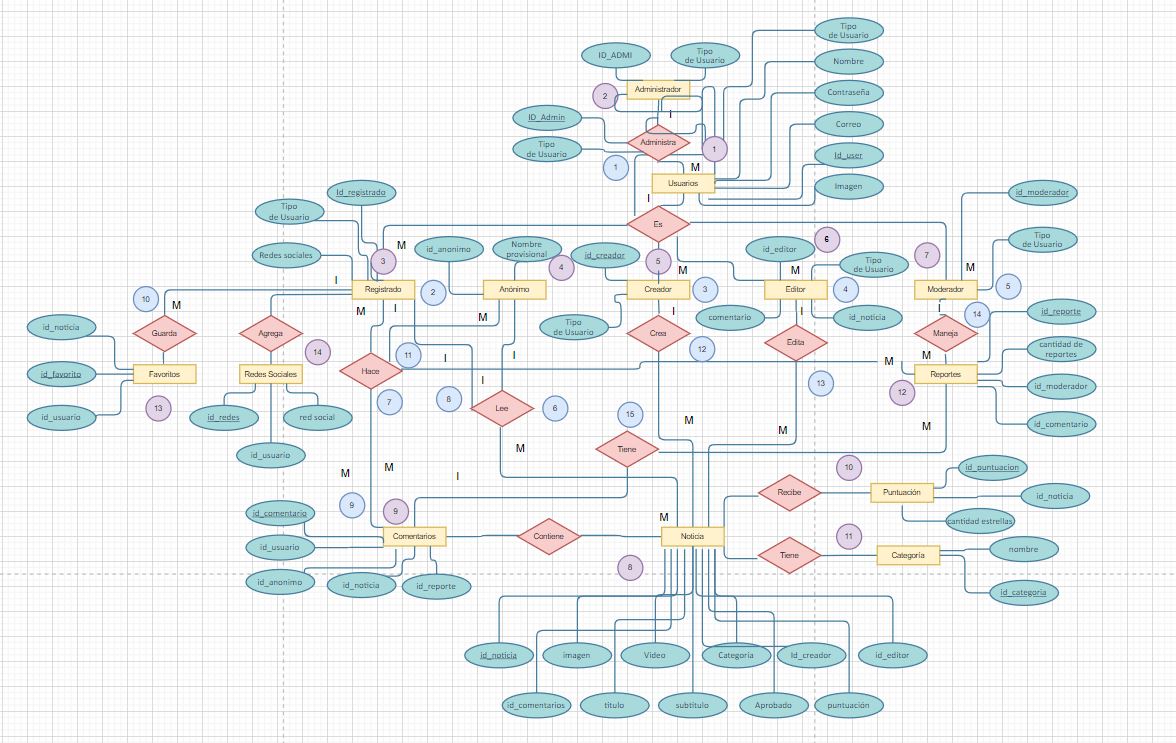 Tipo
de Usuario
ID_ADMI
Tipo
de Usuario
Nombre
Administrador
Contraseña
2
I
ID_Admin
Correo
Administra
Tipo
de Usuario
1
Id_user
1
M
Usuarios
Imagen
Id_registrado
I
id_moderador
Tipo
de Usuario
Es
M
id_anonimo
Nombre
provisional
id_creador
id_editor
6
Tipo
de Usuario
Redes sociales
3
4
5
M
M
Tipo
de Usuario
7
M
I
10
M
Registrado
2
Anónimo
Creador
3
Editor
4
Moderador
5
id_noticia
M
I
M
Tipo
de Usuario
I
comentario
I
id_noticia
I
14
id_reporte
Guarda
Agrega
Crea
Edita
Maneja
14
11
I
I
12
M
M
cantidad de
reportes
id_favorito
Favoritos
Redes Sociales
Hace
I
13
Reportes
id_moderador
12
id_usuario
13
id_redes
red social
7
8
Lee
6
15
M
M
M
id_comentario
id_usuario
M
Tiene
M
M
I
10
id_puntuacion
9
9
M
Recibe
Puntuación
id_noticia
id_comentario
cantidad estrellas
id_usuario
Comentarios
Contiene
Noticia
11
Tiene
Categoría
nombre
id_anonimo
id_noticia
id_reporte
8
id_categoria
id_noticia
imagen
Video
Categoria
Id_creador
id_editor
id_comentarios
titulo
subtitulo
Aprobado
puntuación